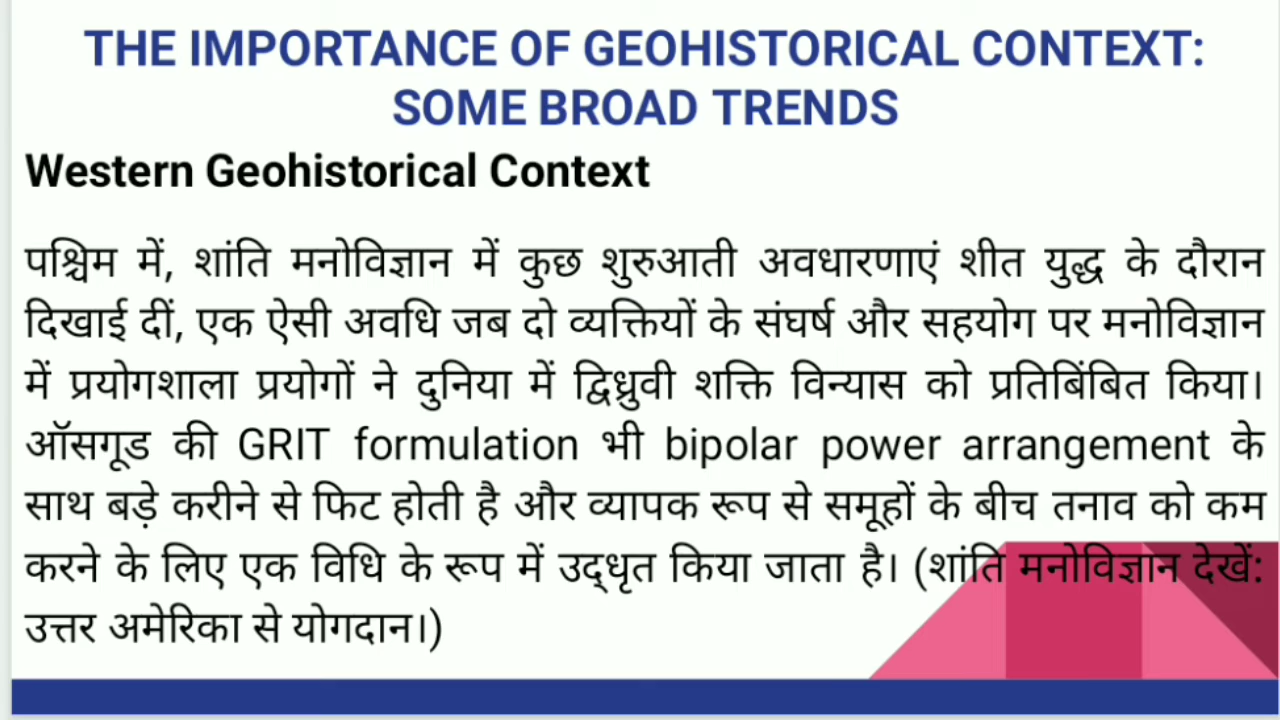 THE IMPORTANCE OF GEOHISTORICAL CONTEXT:
SOME BROAD TRENDS
Western Geohistorical Context
पश्चिम में, शांति मनोविज्ञान में कुछ शुरुआती अवधारणाएं शीत युद्ध के दौरान
दिखाई दीं, एक ऐसी अवधि जब दो व्यक्तियों के संघर्ष और सहयोग पर मनोविज्ञान
में प्रयोगशाला प्रयोगों ने दुनिया में द्विध्रुवी शक्ति विन्यास को प्रतिबिंबित किया।
ऑसगूड की GRIT formulation भी bipolar power arrangement के
साथ बड़े करीने से फिट होती है और व्यापक रूप से समूहों के बीच तनाव को कम
करने के लिए एक विधि के रूप में उद्धृत किया जाता है। (शांति मनोविज्ञान देखें:
उत्तर अमेरिका से योगदान।)